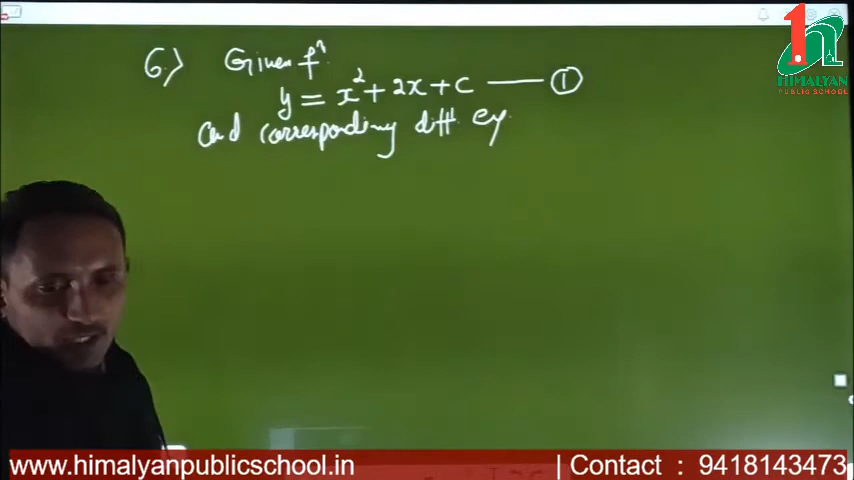 6) Given fⁿ
y = x² + 2x + C —— ①
and corresponding diff. eq.
HIMALYAN
PUBLIC SCHOOL
www.himalyanpublicschool.in | Contact : 9418143473